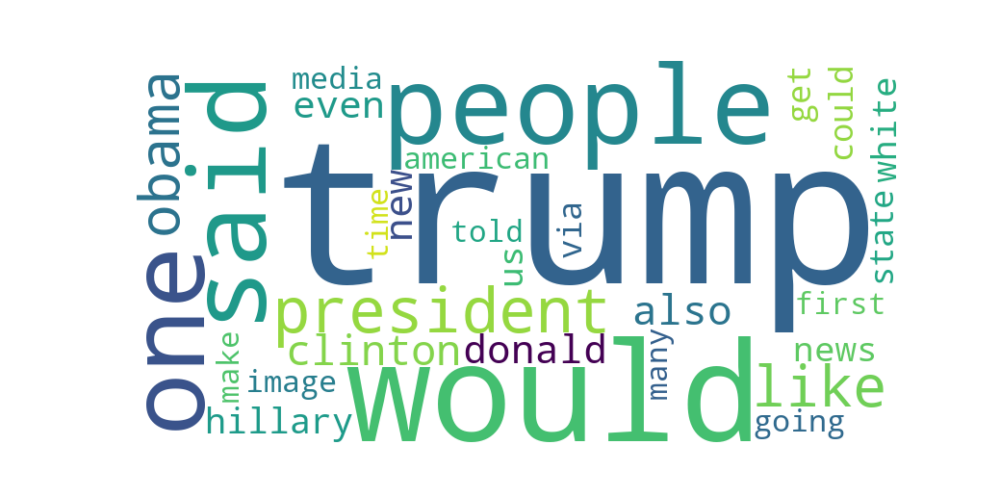 trump
would
people
said
one
president
like
obama
clinton
hillary
donald
also
new
american
even
media
image
news
state
white
could
get
first
going
many
make
time
told
us
via